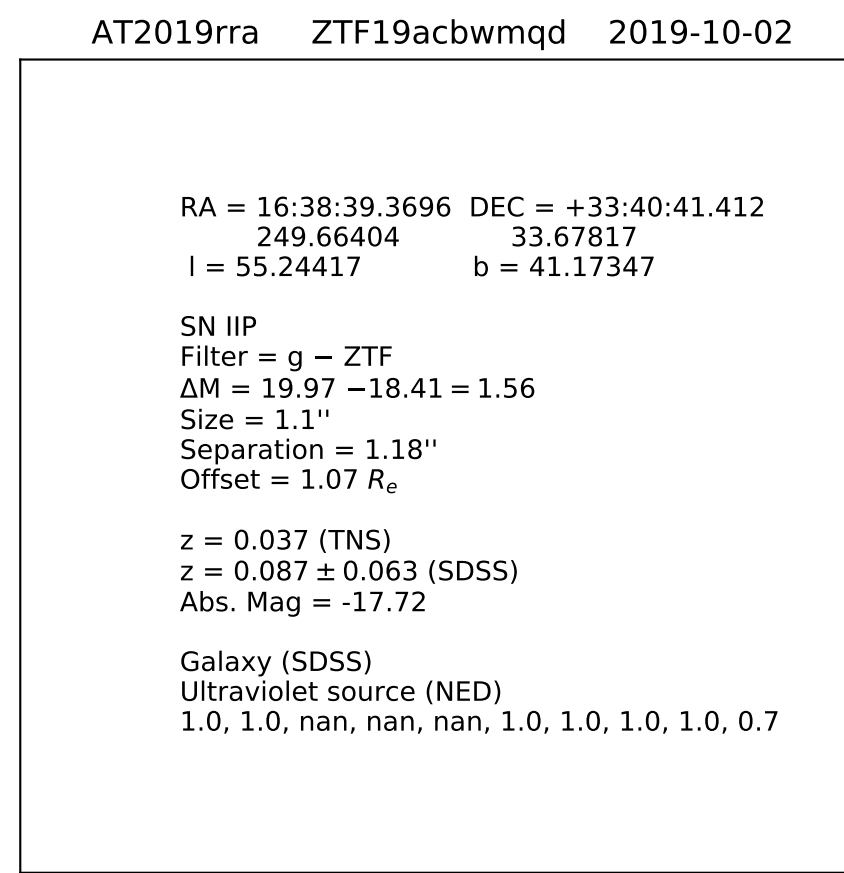 AT2019rra ZTF19acbwmqd 2019-10-02
RA = 16:38:39.3696 DEC = +33:40:41.412
249.66404 33.67817
l = 55.24417 b = 41.17347
SN IIP
Filter = g − ZTF
ΔM = 19.97 −18.41 = 1.56
Size = 1.1''
Separation = 1.18''
Offset = 1.07 Rₑ
z = 0.037 (TNS)
z = 0.087 ± 0.063 (SDSS)
Abs. Mag = -17.72
Galaxy (SDSS)
Ultraviolet source (NED)
1.0, 1.0, nan, nan, nan, 1.0, 1.0, 1.0, 1.0, 0.7